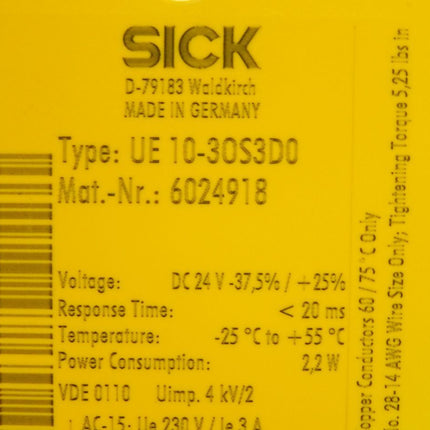 SICK
D-79183 Waldkirch
MADE IN GERMANY
Type: UE 10-3OS3D0
Mat.-Nr.: 6024918
Voltage: DC 24 V -37,5% / +25%
Response Time: < 20 ms
Temperature: -25 °C to +55 °C
Power Consumption: 2,2 W
VDE 0110 Uimp. 4 kV/2
AC-15: Ue 230 V / Ie 3 A
opper Conductors 60 / 75 °C Only
No. 28-14 AWG Wire Size Only; Tightening Torque 5,25 lbs in